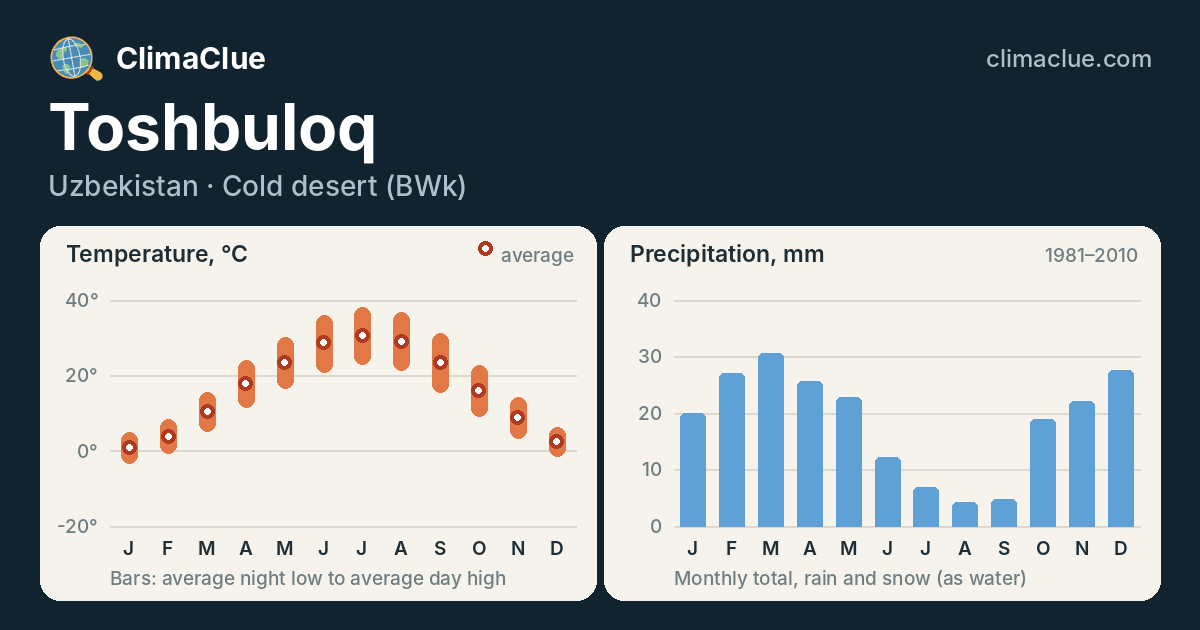 ClimaClue
climaclue.com
Toshbuloq
Uzbekistan · Cold desert (BWk)
Temperature, °C
average
40°
20°
0°
-20°
J F M A M J J A S O N D
Bars: average night low to average day high
Precipitation, mm
1981–2010
40
30
20
10
0
J F M A M J J A S O N D
Monthly total, rain and snow (as water)